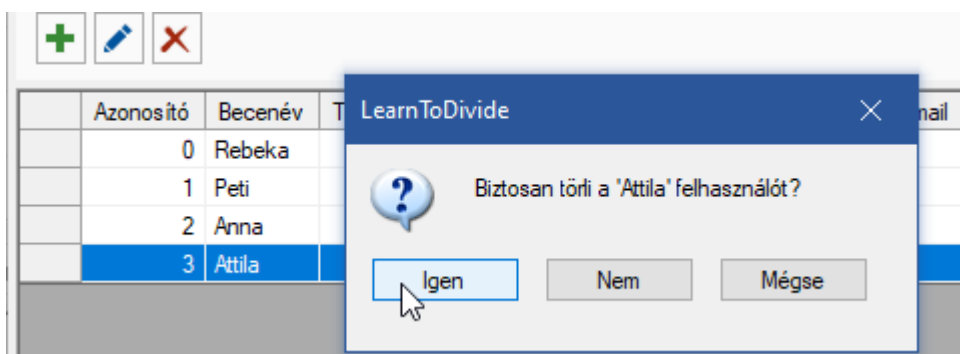 Azonosító Becenév T mail
LearnToDivide
0 Rebeka
1 Peti
2 Anna
3 Attila
Biztosan törli a "Attila" felhasználót?
Igen Nem Mégse